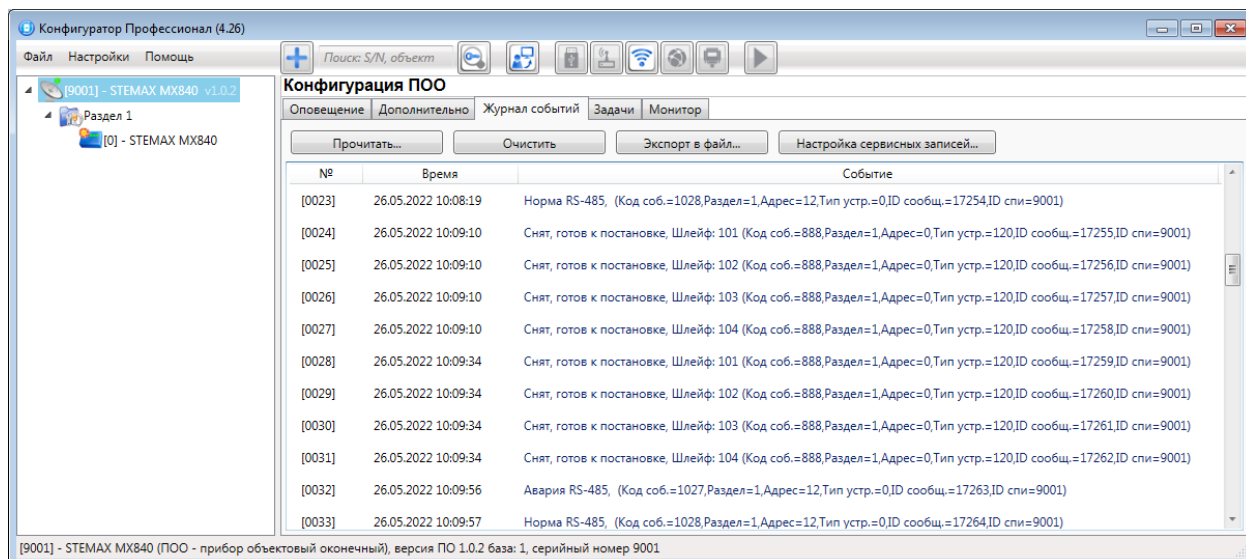 Конфигуратор Профессионал (4.26)
Файл Настройки Помощь Поиск: S/N, объект
[9001] - STEMAX MX840 v1.0.2
Раздел 1
[0] - STEMAX MX840
Конфигурация ПОО
Оповещение Дополнительно Журнал событий Задачи Монитор
Прочитать... Очистить Экспорт в файл... Настройка сервисных записей...
№ Время Событие
[0023] 26.05.2022 10:08:19 Норма RS-485, (Код соб.=1028,Раздел=1,Адрес=12,Тип устр.=0,ID сообщ.=17254,ID спи=9001)
[0024] 26.05.2022 10:09:10 Снят, готов к постановке, Шлейф: 101 (Код соб.=888,Раздел=1,Адрес=0,Тип устр.=120,ID сообщ.=17255,ID спи=9001)
[0025] 26.05.2022 10:09:10 Снят, готов к постановке, Шлейф: 102 (Код соб.=888,Раздел=1,Адрес=0,Тип устр.=120,ID сообщ.=17256,ID спи=9001)
[0026] 26.05.2022 10:09:10 Снят, готов к постановке, Шлейф: 103 (Код соб.=888,Раздел=1,Адрес=0,Тип устр.=120,ID сообщ.=17257,ID спи=9001)
[0027] 26.05.2022 10:09:10 Снят, готов к постановке, Шлейф: 104 (Код соб.=888,Раздел=1,Адрес=0,Тип устр.=120,ID сообщ.=17258,ID спи=9001)
[0028] 26.05.2022 10:09:34 Снят, готов к постановке, Шлейф: 101 (Код соб.=888,Раздел=1,Адрес=0,Тип устр.=120,ID сообщ.=17259,ID спи=9001)
[0029] 26.05.2022 10:09:34 Снят, готов к постановке, Шлейф: 102 (Код соб.=888,Раздел=1,Адрес=0,Тип устр.=120,ID сообщ.=17260,ID спи=9001)
[0030] 26.05.2022 10:09:34 Снят, готов к постановке, Шлейф: 103 (Код соб.=888,Раздел=1,Адрес=0,Тип устр.=120,ID сообщ.=17261,ID спи=9001)
[0031] 26.05.2022 10:09:34 Снят, готов к постановке, Шлейф: 104 (Код соб.=888,Раздел=1,Адрес=0,Тип устр.=120,ID сообщ.=17262,ID спи=9001)
[0032] 26.05.2022 10:09:56 Авария RS-485, (Код соб.=1027,Раздел=1,Адрес=12,Тип устр.=0,ID сообщ.=17263,ID спи=9001)
[0033] 26.05.2022 10:09:57 Норма RS-485, (Код соб.=1028,Раздел=1,Адрес=12,Тип устр.=0,ID сообщ.=17264,ID спи=9001)
[9001] - STEMAX MX840 (ПОО - прибор объектовый оконечный), версия ПО 1.0.2 база: 1, серийный номер 9001